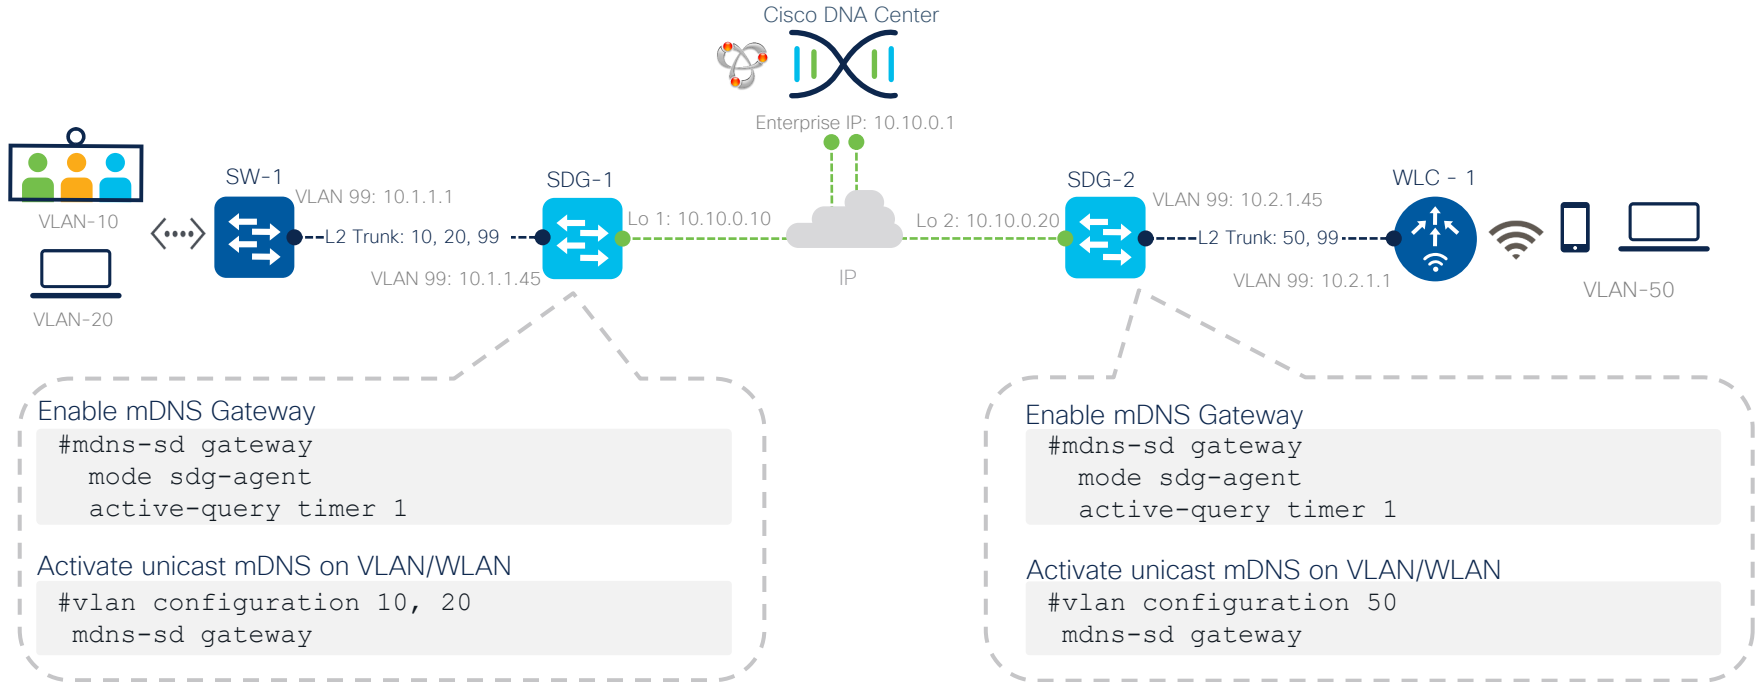 Cisco DNA Center
Enterprise IP: 10.10.0.1
SW-1
VLAN 99: 10.1.1.1
SDG-1
SDG-2
VLAN 99: 10.2.1.45
WLC - 1
VLAN-10
L2 Trunk: 10, 20, 99
Lo 1: 10.10.0.10
Lo 2: 10.10.0.20
L2 Trunk: 50, 99
VLAN 99: 10.1.1.45
IP
VLAN 99: 10.2.1.1
VLAN-50
VLAN-20
Enable mDNS Gateway
#mdns-sd gateway
mode sdg-agent
active-query timer 1
Activate unicast mDNS on VLAN/WLAN
#vlan configuration 10, 20
mdns-sd gateway
Enable mDNS Gateway
#mdns-sd gateway
mode sdg-agent
active-query timer 1
Activate unicast mDNS on VLAN/WLAN
#vlan configuration 50
mdns-sd gateway